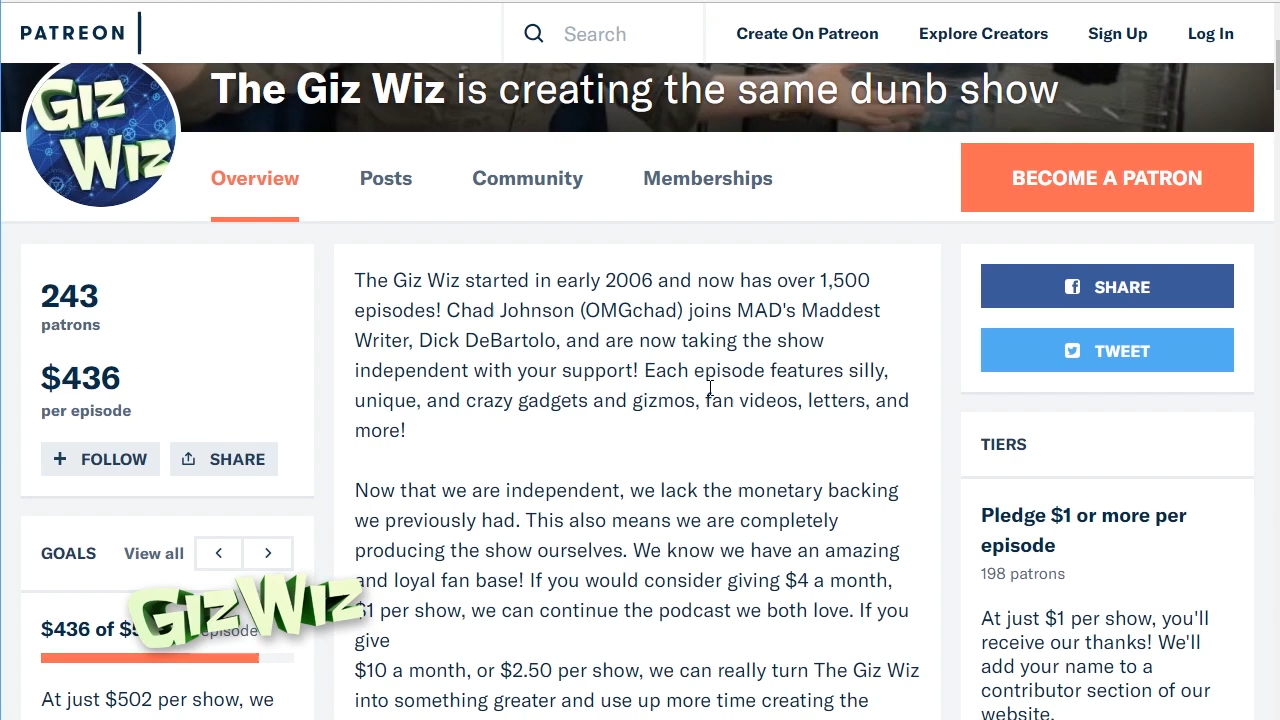 PATREON
Search
Create On Patreon
Explore Creators
Sign Up
Log In
GIZ WIZ
The Giz Wiz is creating the same dunb show
Overview
Posts
Community
Memberships
BECOME A PATRON
243
patrons
$436
per episode
+ FOLLOW
SHARE
The Giz Wiz started in early 2006 and now has over 1,500
episodes! Chad Johnson (OMGchad) joins MAD's Maddest
Writer, Dick DeBartolo, and are now taking the show
independent with your support! Each episode features silly,
unique, and crazy gadgets and gizmos, fan videos, letters, and
more!
Now that we are independent, we lack the monetary backing
we previously had. This also means we are completely
producing the show ourselves. We know we have an amazing
and loyal fan base! If you would consider giving $4 a month,
$1 per show, we can continue the podcast we both love. If you
give
$10 a month, or $2.50 per show, we can really turn The Giz Wiz
into something greater and use up more time creating the
SHARE
TWEET
TIERS
Pledge $1 or more per
episode
198 patrons
At just $1 per show, you'll
receive our thanks! We'll
add your name to a
contributor section of our
website.
GOALS
View all
GIZWIZ
$436 of episode
At just $502 per show, we